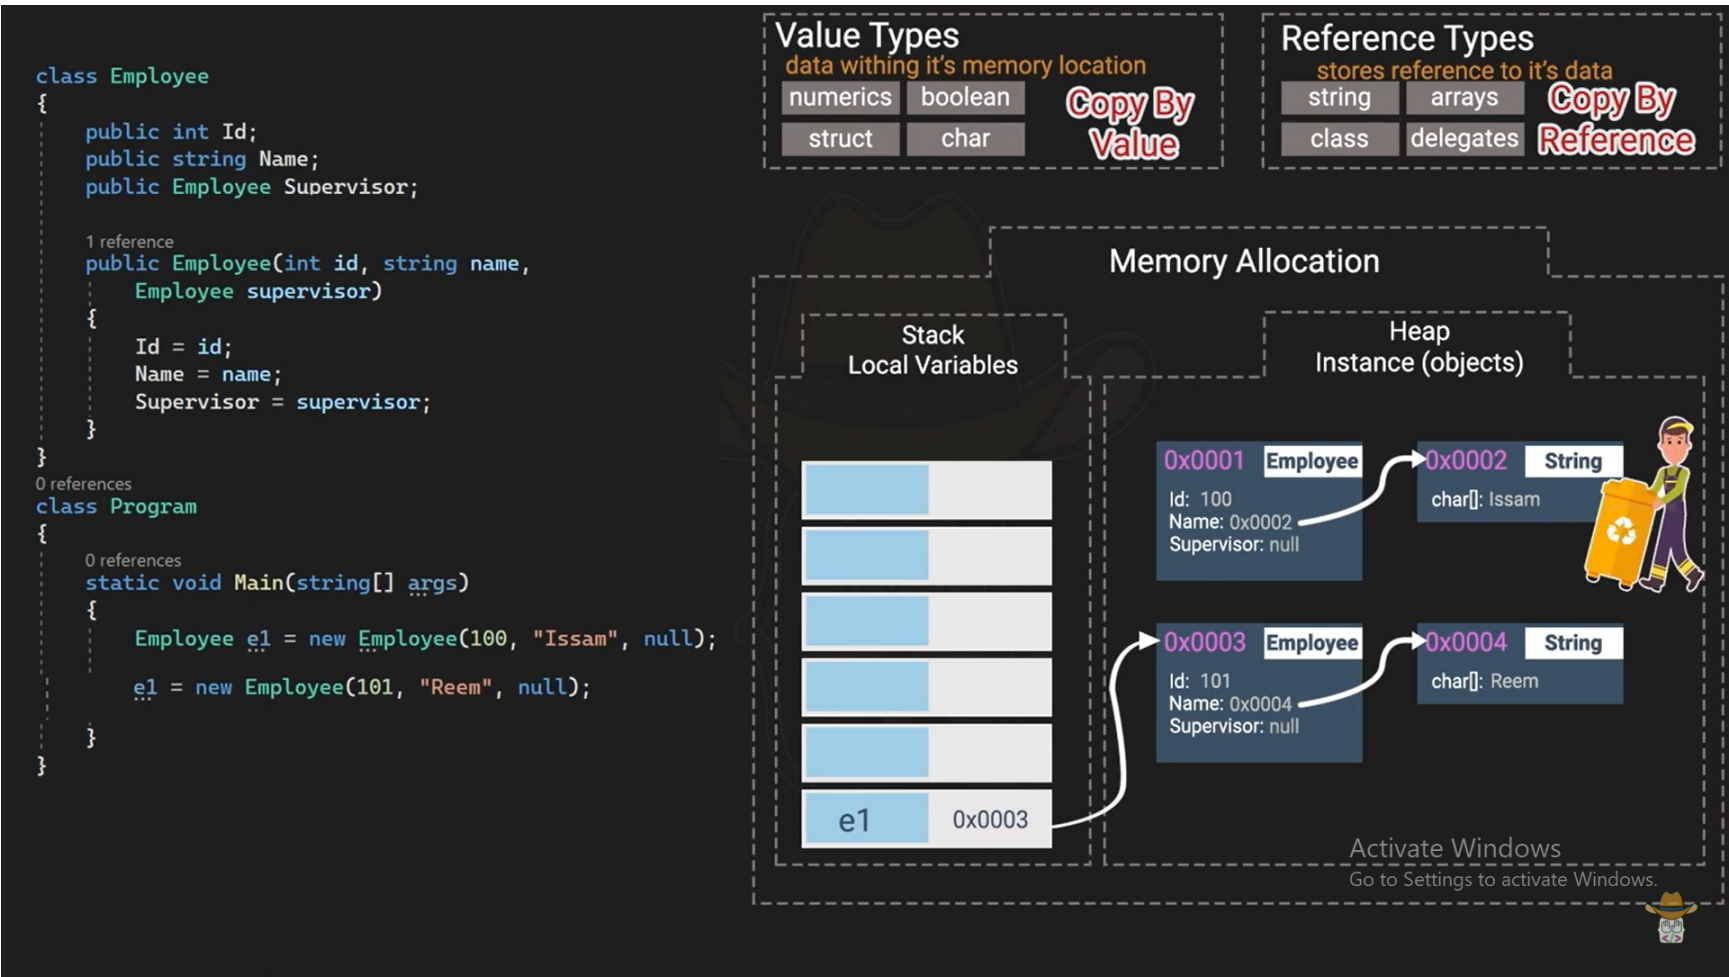 class Employee
{
public int Id;
public string Name;
public Employee Supervisor;
1 reference
public Employee(int id, string name,
Employee supervisor)
{
Id = id;
Name = name;
Supervisor = supervisor;
}
}
0 references
class Program
{
0 references
static void Main(string[] args)
{
Employee e1 = new Employee(100, "Issam", null);
e1 = new Employee(101, "Reem", null);
}
}
Value Types
data withing it's memory location
numerics boolean
struct char
Copy By
Value
Reference Types
stores reference to it's data
string arrays
class delegates
Copy By
Reference
Memory Allocation
Stack
Local Variables
e1 0x0003
Heap
Instance (objects)
0x0001 Employee
Id: 100
Name: 0x0002
Supervisor: null
0x0002 String
char[]: Issam
0x0003 Employee
Id: 101
Name: 0x0004
Supervisor: null
0x0004 String
char[]: Reem
Activate Windows
Go to Settings to activate Windows.